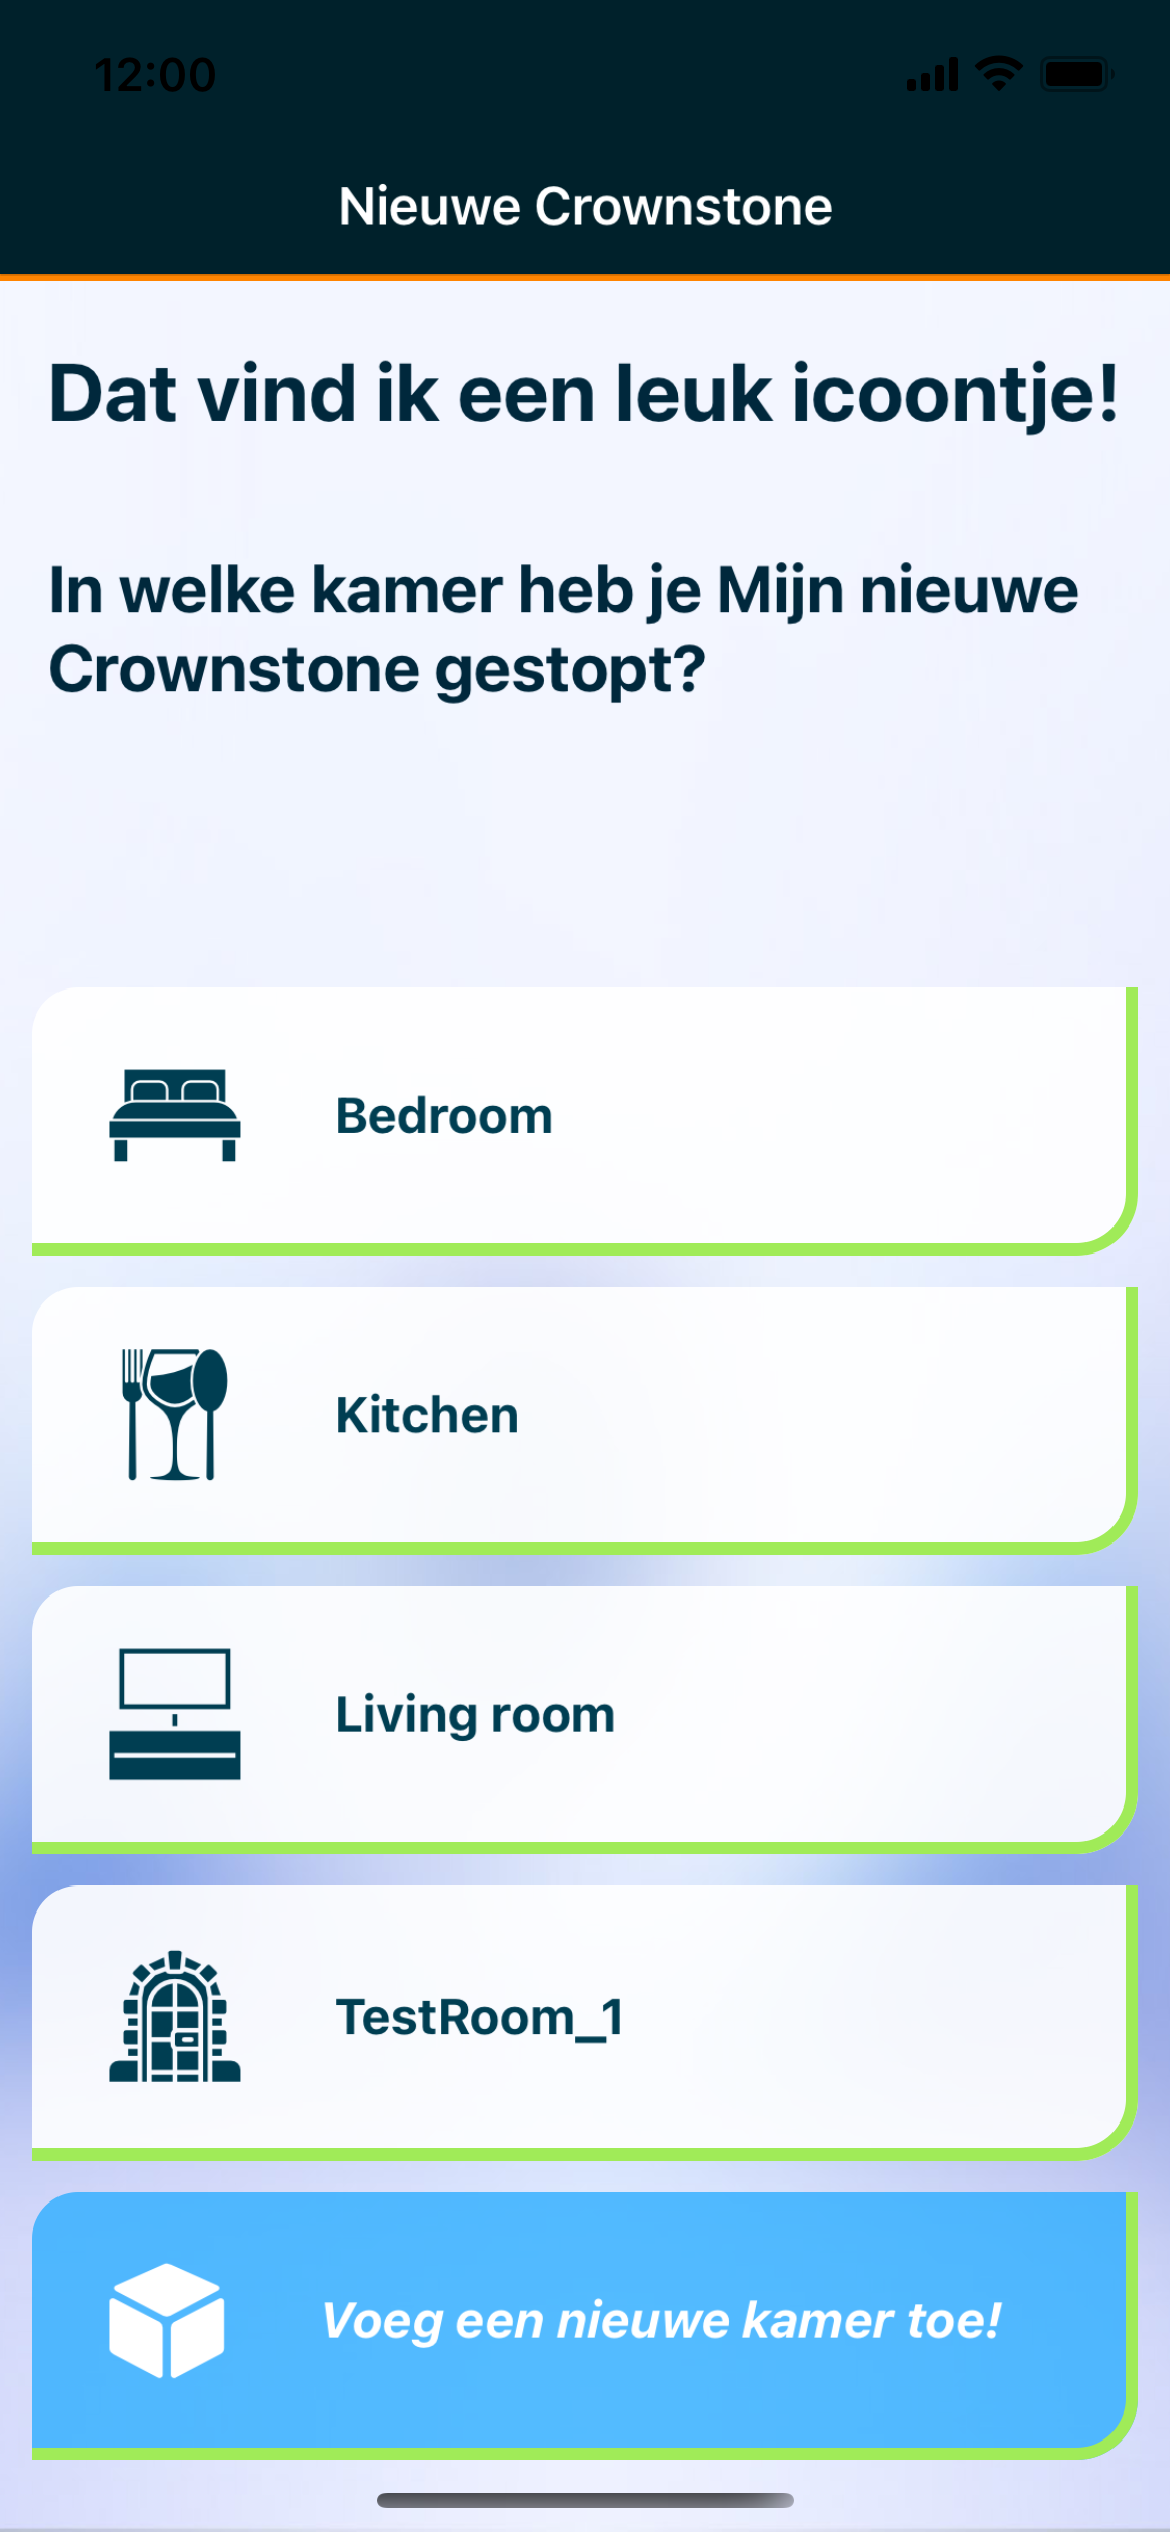 12:00
Nieuwe Crownstone
Dat vind ik een leuk icoontje!
In welke kamer heb je Mijn nieuwe
Crownstone gestopt?
Bedroom
Kitchen
Living room
TestRoom_1
Voeg een nieuwe kamer toe!